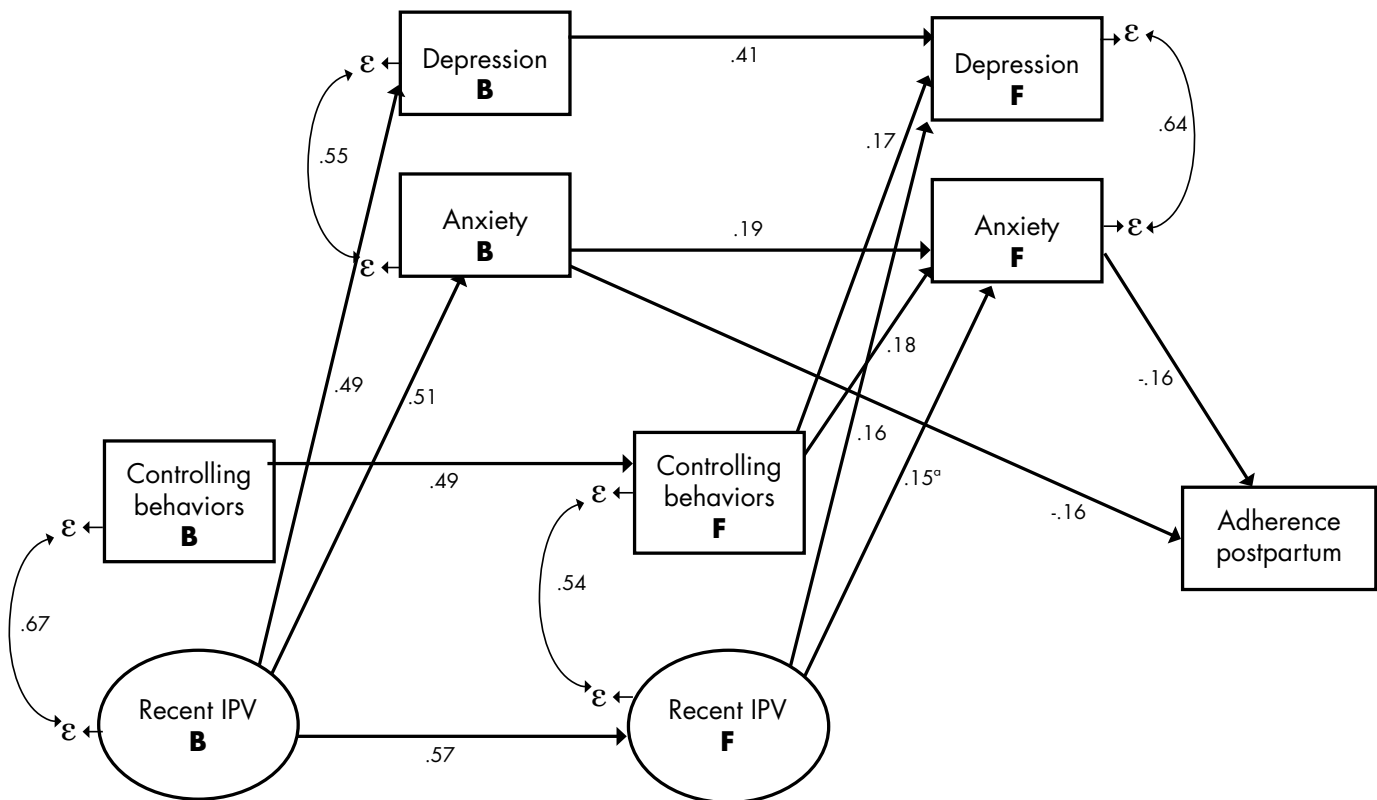 Depression
B
ε
.55
ε
Anxiety
B
.41
.19
Depression
F
ε
.64
Anxiety
F
ε
.17
.18
.49
.51
.16
.15ª
-.16
-.16
Controlling
behaviors
B
ε
.67
ε
Recent IPV
B
.49
.57
Controlling
behaviors
F
ε
.54
ε
Recent IPV
F
Adherence
postpartum